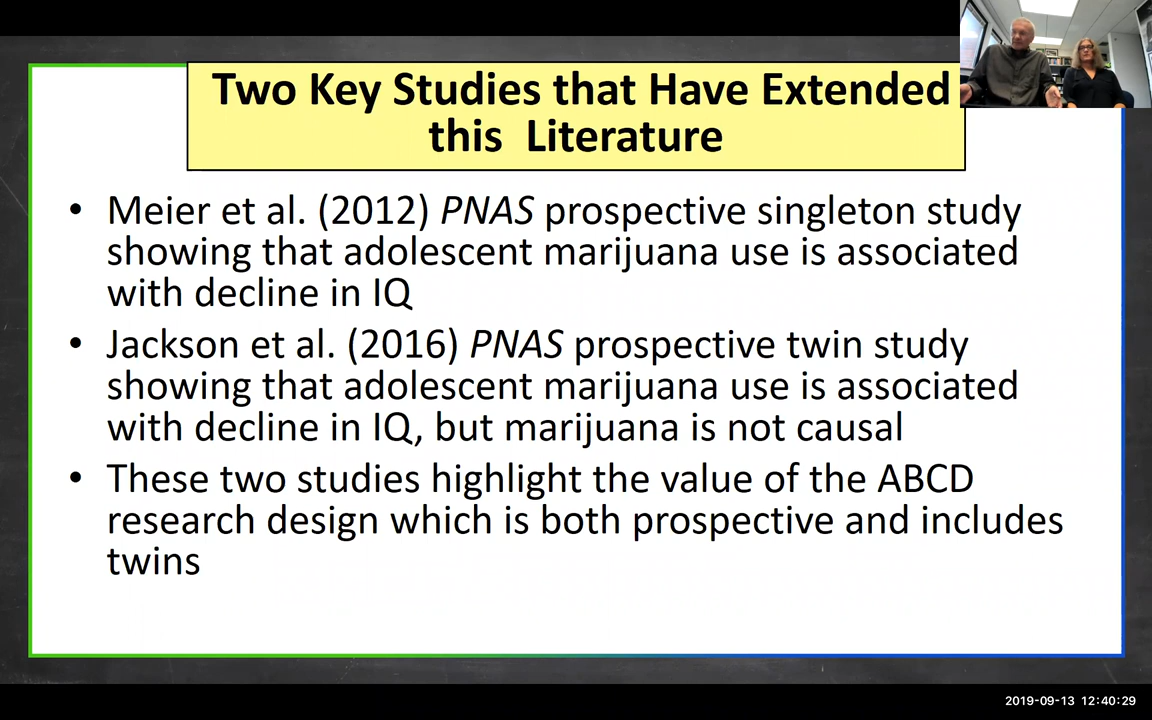 Two Key Studies that Have Extended
this  Literature
• Meier et al. (2012) PNAS prospective singleton study
showing that adolescent marijuana use is associated
with decline in IQ
• Jackson et al. (2016) PNAS prospective twin study
showing that adolescent marijuana use is associated
with decline in IQ, but marijuana is not causal
• These two studies highlight the value of the ABCD
research design which is both prospective and includes
twins
2019-09-13 12:40:29